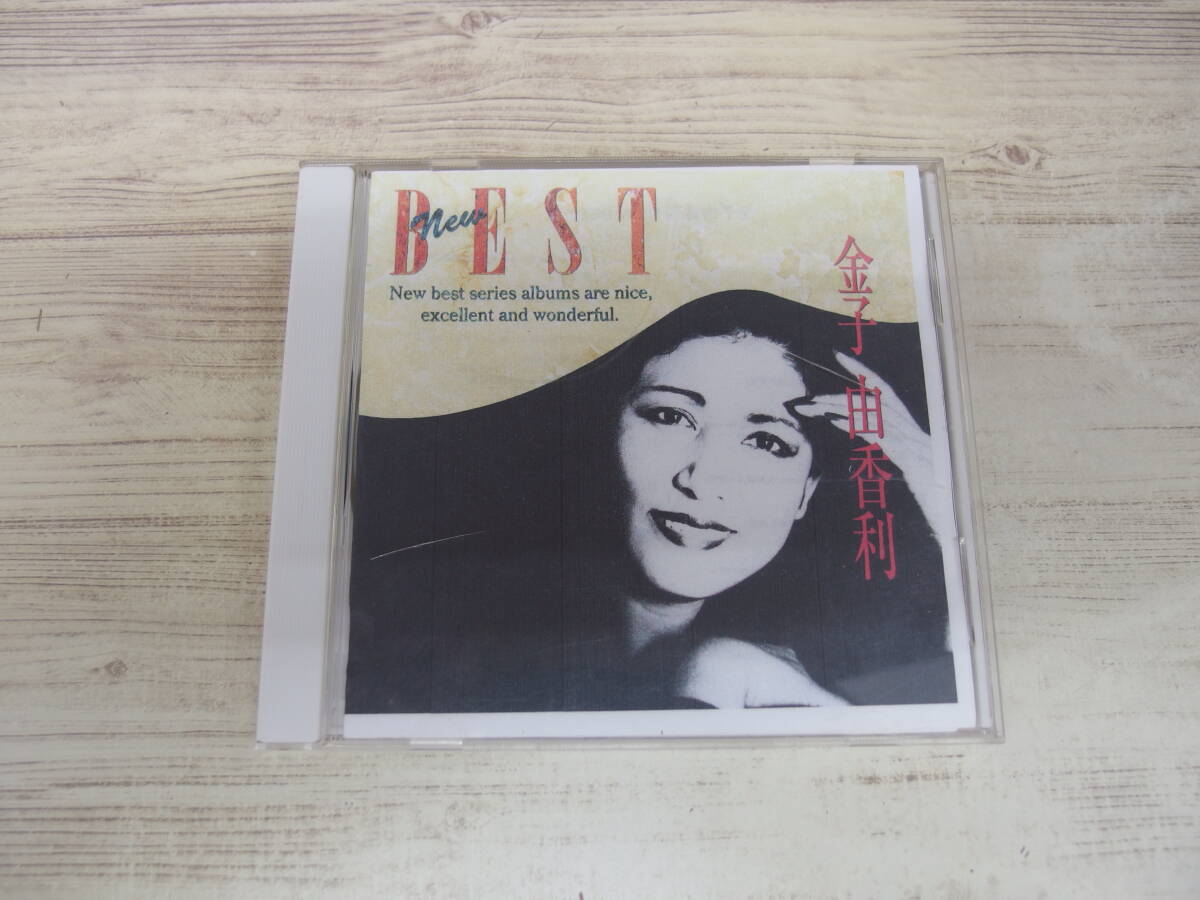 New
BEST
New best series albums are nice,
excellent and wonderful.
金子由香利